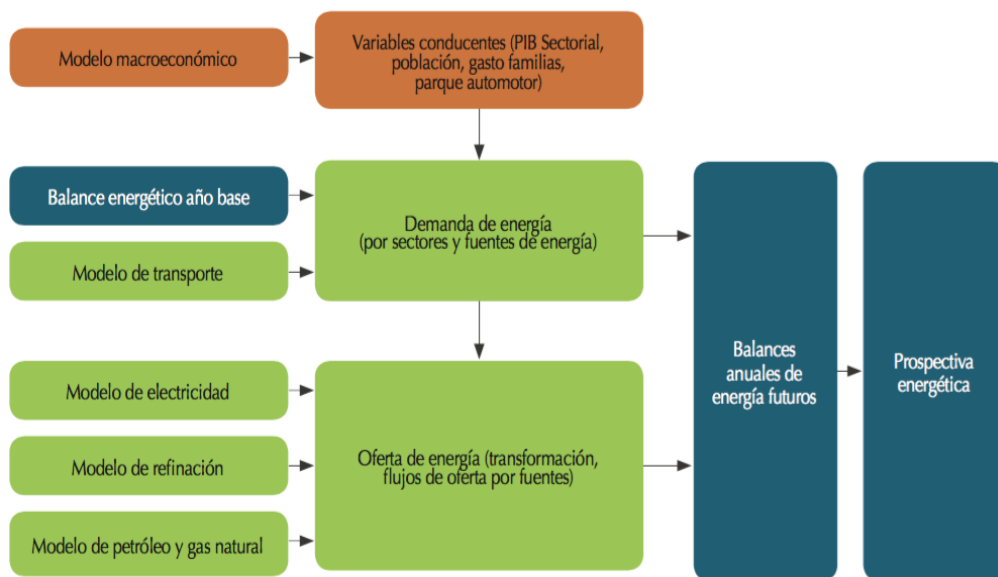 Modelo macroeconómico
Variables conducentes (PIB Sectorial,
población, gasto familias,
parque automotor)
Balance energético año base
Modelo de transporte
Demanda de energía
(por sectores y fuentes de energía)
Modelo de electricidad
Modelo de refinación
Modelo de petróleo y gas natural
Oferta de energía (transformación,
flujos de oferta por fuentes)
Balances
anuales de
energía futuros
Prospectiva
energética